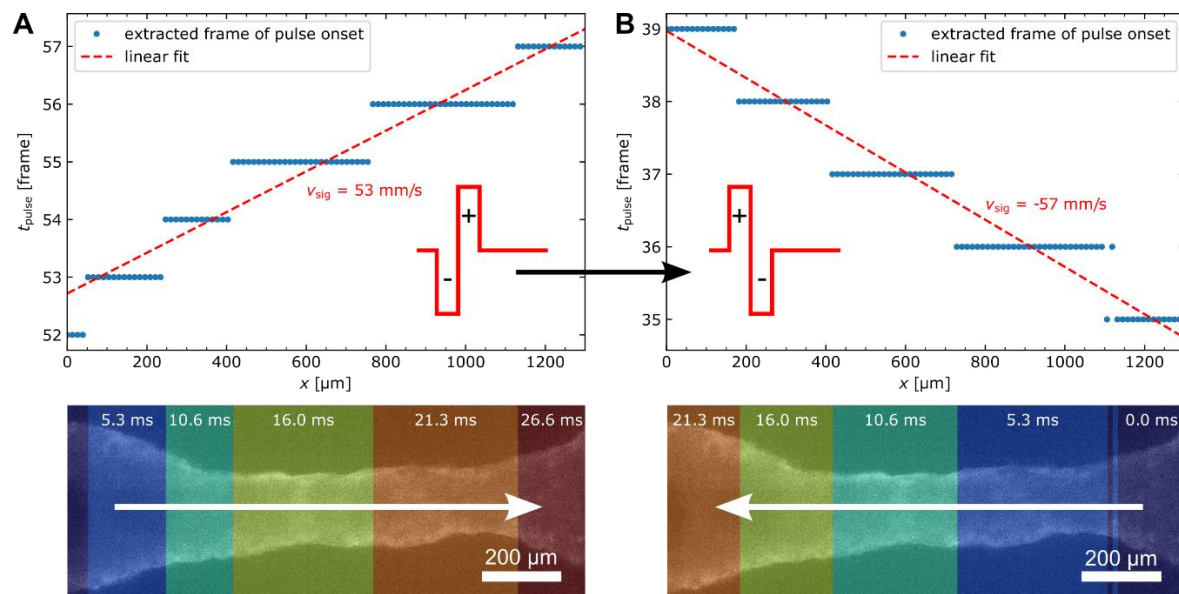 A
extracted frame of pulse onset
linear fit
57
56
55
54
53
52
tpulse [frame]
vsig = 53 mm/s
+
-
0
200
400
600
800
1000
1200
x [μm]
5.3 ms
10.6 ms
16.0 ms
21.3 ms
26.6 ms
200 μm
B
extracted frame of pulse onset
linear fit
39
38
37
36
35
tpulse [frame]
vsig = -57 mm/s
+
-
0
200
400
600
800
1000
1200
x [μm]
21.3 ms
16.0 ms
10.6 ms
5.3 ms
0.0 ms
200 μm